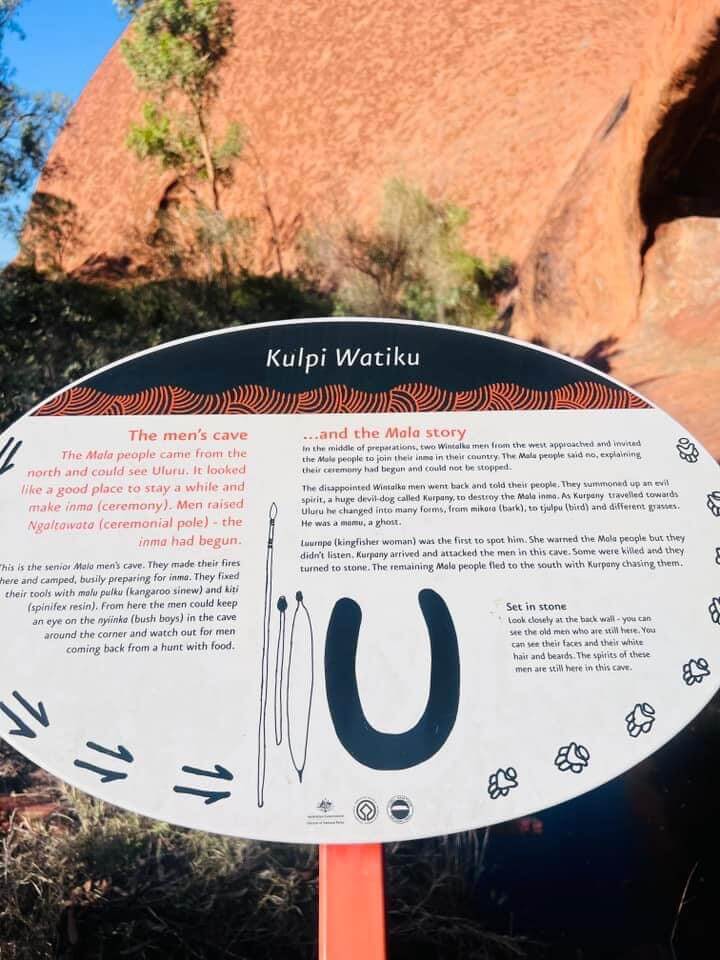 Kulpi Watiku
The men's cave
The Mala people came from the
north and could see Uluru. It looked
like a good place to stay a while and
make inma (ceremony). Men raised
Ngaltawata (ceremonial pole) - the
inma had begun.
This is the senior Mala men's cave. They made their fires
here and camped, busily preparing for inma. They fixed
their tools with malu pulku (kangaroo sinew) and kiti
(spinifex resin). From here the men could keep
an eye on the nyiinka (bush boys) in the cave
around the corner and watch out for men
coming back from a hunt with food.
...and the Mala story
In the middle of preparations, two Wintalka men from the west approached and invited
the Mala people to join their inma in their country. The Mala people said no, explaining
their ceremony had begun and could not be stopped.
The disappointed Wintalka men went back and told their people. They summoned up an evil
spirit, a huge devil-dog called Kurpany, to destroy the Mala inma. As Kurpany travelled towards
Uluru he changed into many forms, from mikara (bark), to tjulpu (bird) and different grasses.
He was a mamu, a ghost.
Luunpa (kingfisher woman) was the first to spot him. She warned the Mala people but they
didn't listen. Kurpany arrived and attacked the men in this cave. Some were killed and they
turned to stone. The remaining Mala people fled to the south with Kurpany chasing them.
Set in stone
Look closely at the back wall - you can
see the old men who are still here. You
can see their faces and their white
hair and beards. The spirits of these
men are still here in this cave.
Australian Government
Director of National Parks